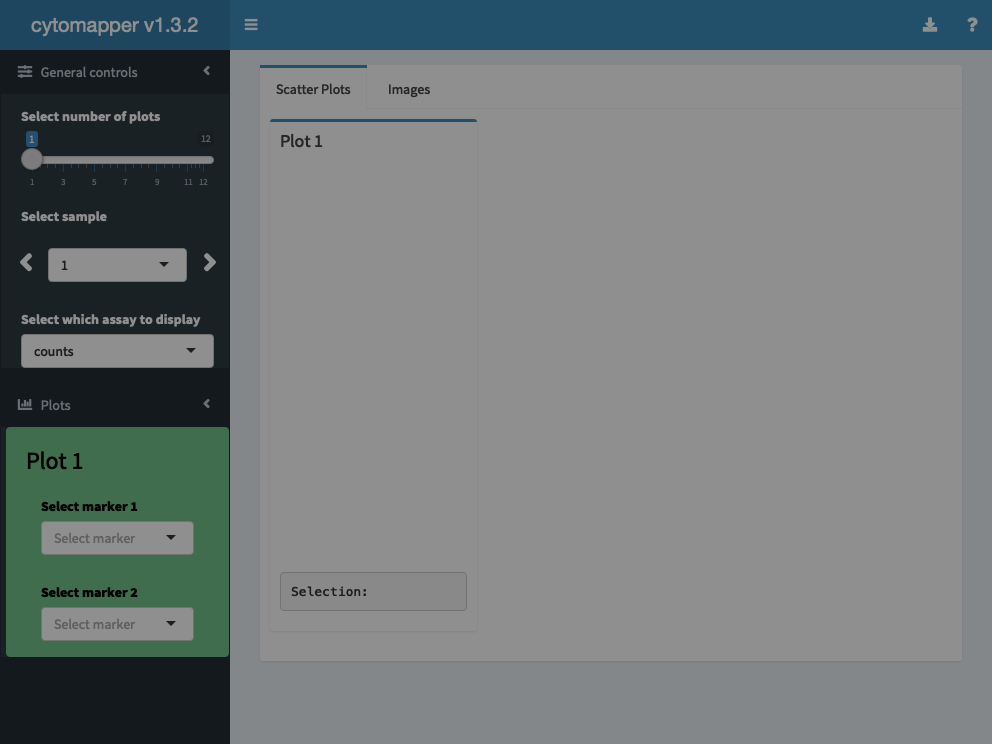 cytomapper v1.3.2
?
General controls
Select number of plots
1 12
1 3 5 7 9 11 12
Select sample
1
Select which assay to display
counts
Plots
Plot 1
Select marker 1
Select marker
Select marker 2
Select marker
Scatter Plots Images
Plot 1
Selection: